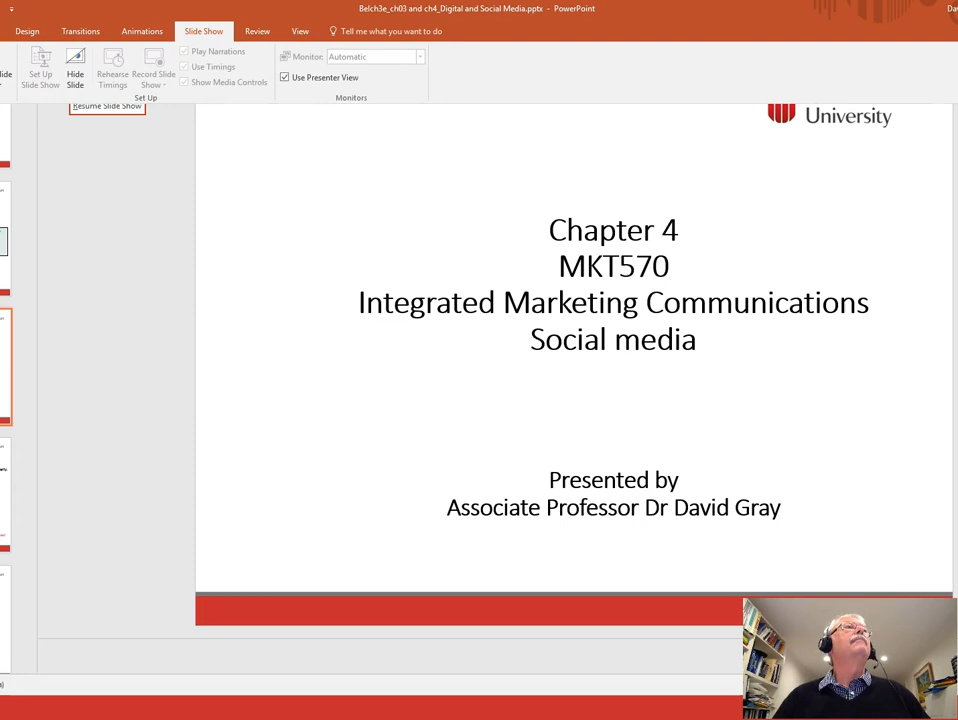 Belch3e_ch03 and ch4_Digital and Social Media.pptx - PowerPoint
Design Transitions Animations Slide Show Review View Tell me what you want to do
Set Up Slide Show
Hide Slide
Rehearse Timings
Record Slide Show
Play Narrations
Use Timings
Show Media Controls
Set Up
Monitor: Automatic
Use Presenter View
Monitors
Resume Slide Show
University
Chapter 4
MKT570
Integrated Marketing Communications
Social media
Presented by
Associate Professor Dr David Gray